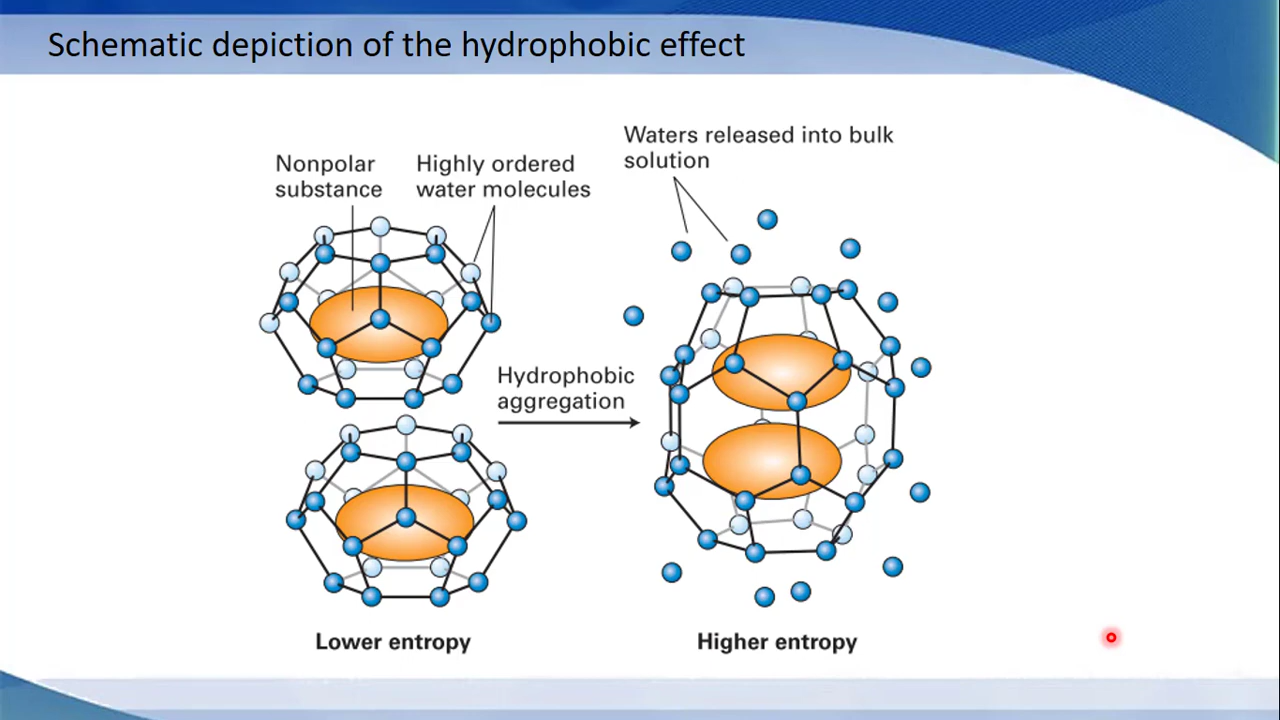 Schematic depiction of the hydrophobic effect
Nonpolar
substance
Highly ordered
water molecules
Waters released into bulk
solution
Hydrophobic
aggregation
Lower entropy
Higher entropy